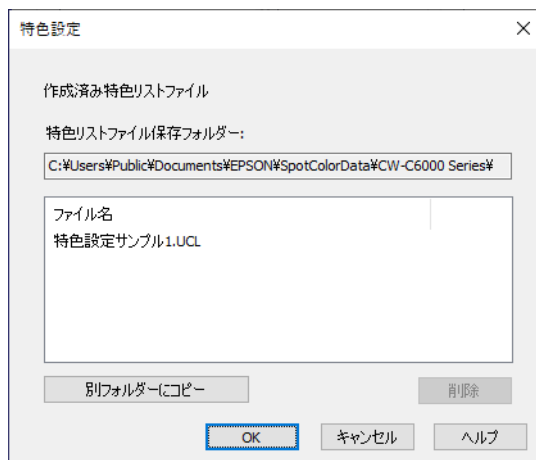 特色設定
作成済み特色リストファイル
特色リストファイル保存フォルダー:
C:¥Users¥Public¥Documents¥EPSON¥SpotColorData¥CW-C6000 Series¥
ファイル名
特色設定サンプル1.UCL
別フォルダーにコピー
削除
OK
キャンセル
ヘルプ